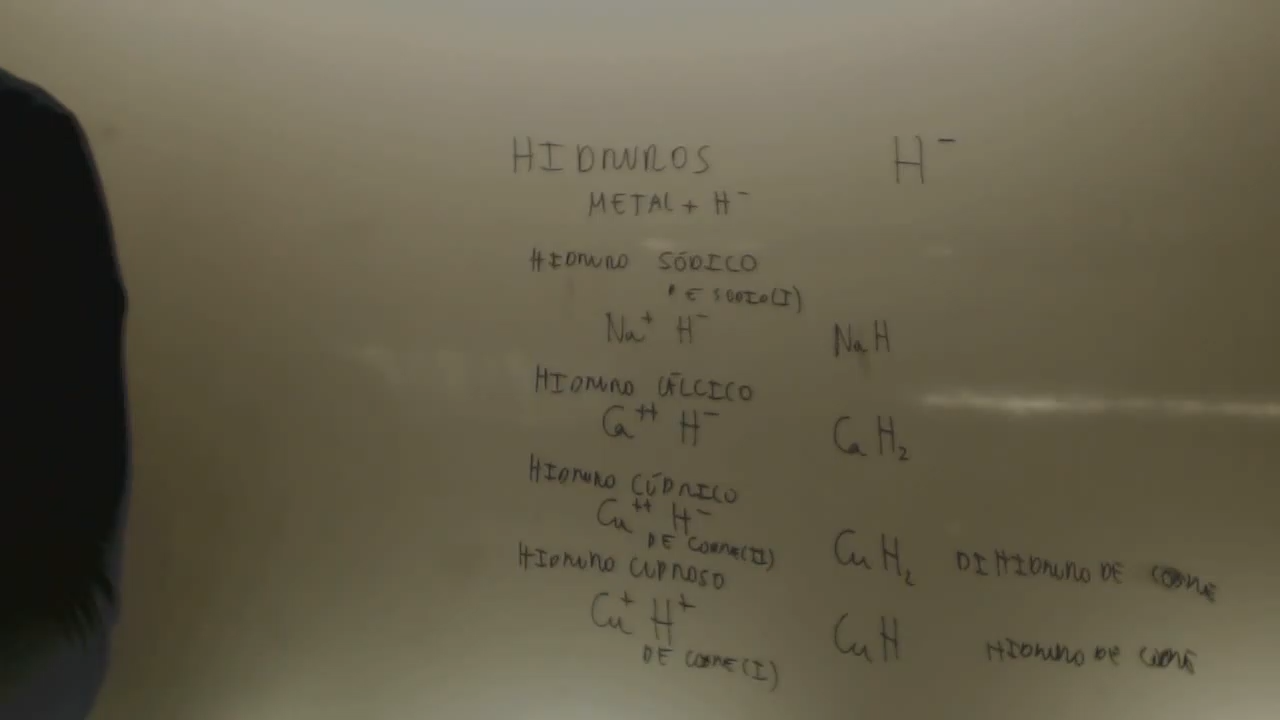 HIDRUROS H⁻
METAL + H⁻
HIDRURO SÓDICO
DE SODIO(I)
Na⁺ H⁻ NaH
HIDRURO CÁLCICO
Ca⁺⁺ H⁻ CaH₂
HIDRURO CÚPRICO
Cu⁺⁺ H⁻
DE COBRE(II) CuH₂ DIHIDRURO DE COBRE
HIDRURO CUPROSO
Cu⁺ H⁺ CuH HIDRURO DE COBRE
DE COBRE(I)